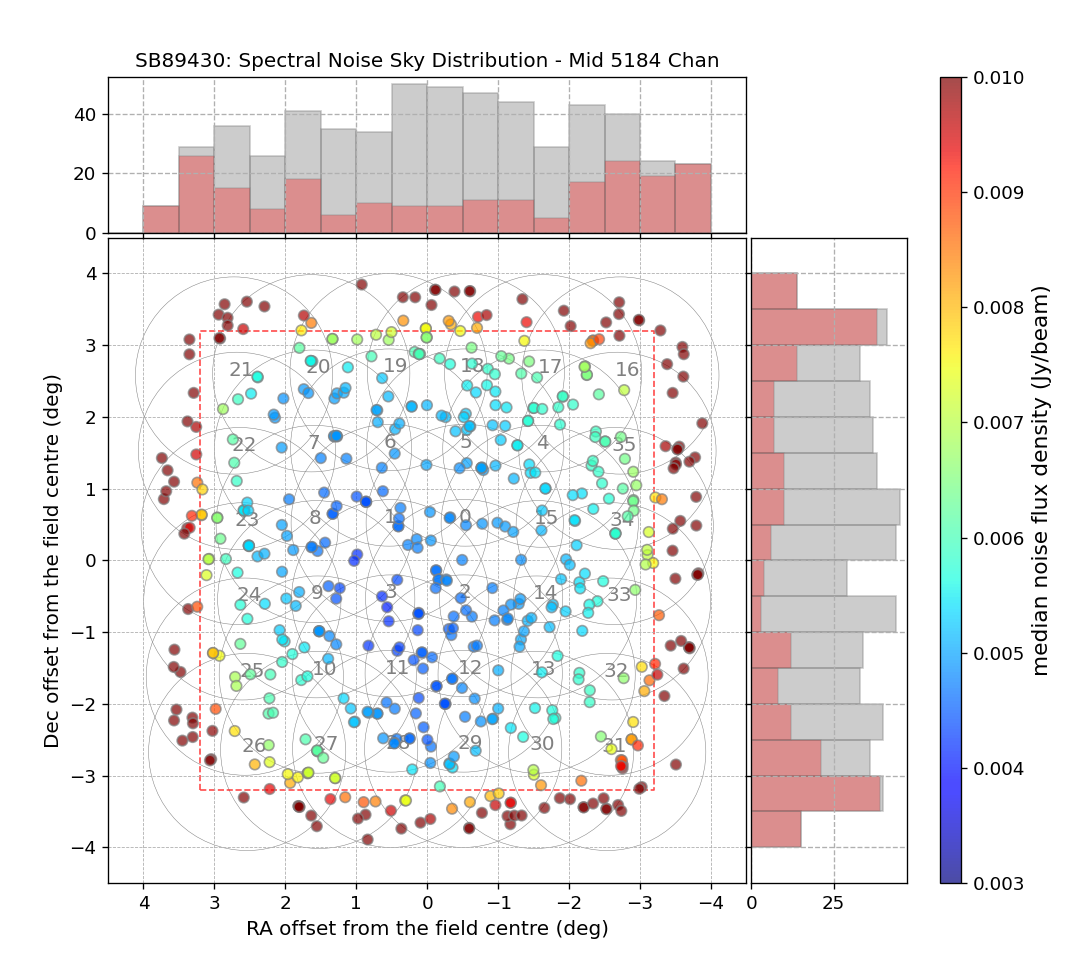 SB89430: Spectral Noise Sky Distribution - Mid 5184 Chan
40
20
0
4
3
2
1
0
−1
−2
−3
−4
Dec offset from the field centre (deg)
21 20 19 18 17 16
22 7 6 5 4 35
23 8 1 0 15 34
24 9 3 2 14 33
25 10 11 12 13 32
26 27 29 30 31
4 3 2 1 0 −1 −2 −3 −4
RA offset from the field centre (deg)
0 25
0.010
0.009
0.008
0.007
0.006
0.005
0.004
0.003
median noise flux density (Jy/beam)